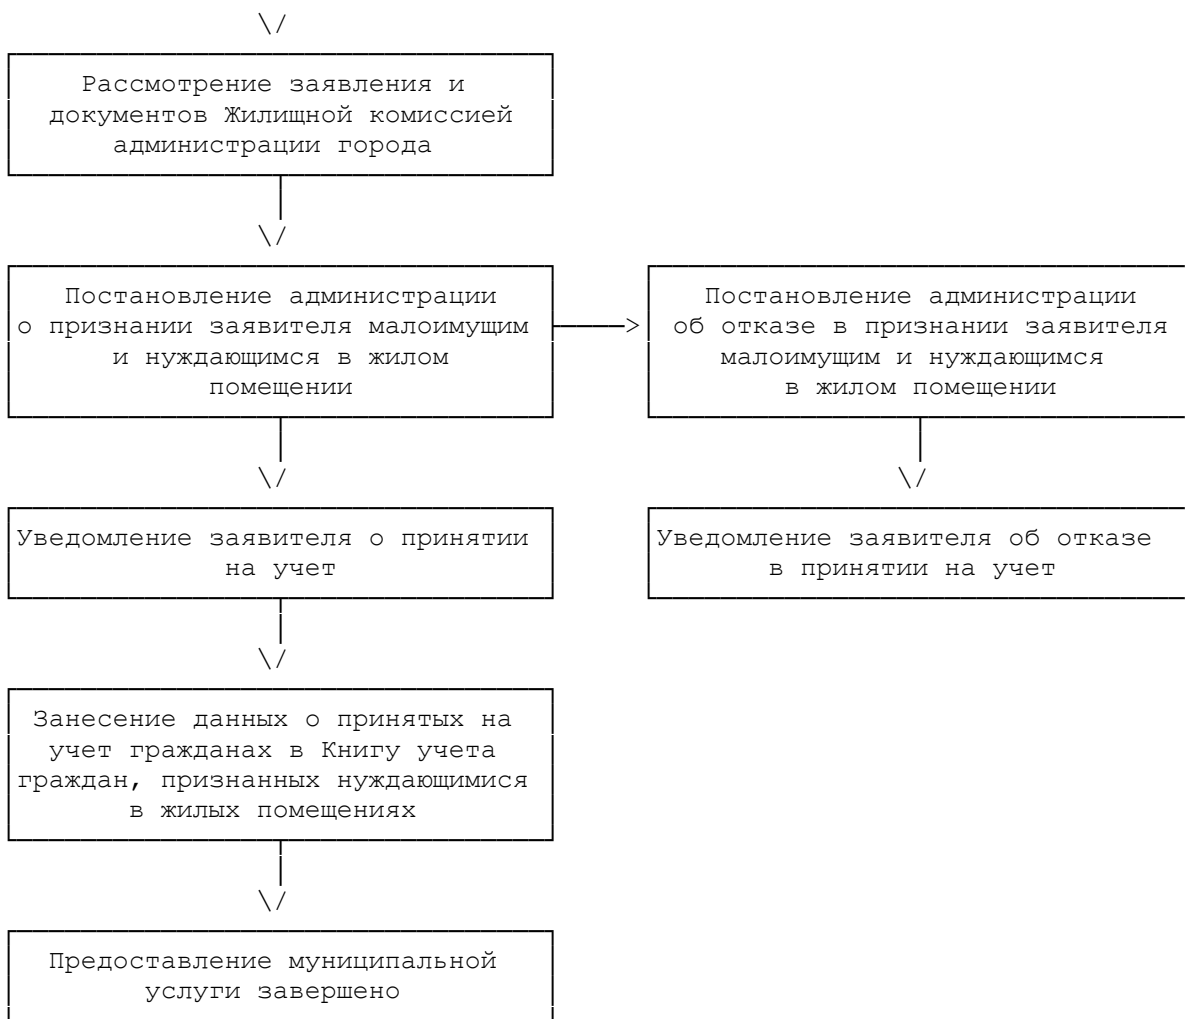 Рассмотрение заявления и
документов Жилищной комиссией
администрации города
Постановление администрации
о признании заявителя малоимущим
и нуждающимся в жилом
помещении
Постановление администрации
об отказе в признании заявителя
малоимущим и нуждающимся
в жилом помещении
Уведомление заявителя о принятии
на учет
Уведомление заявителя об отказе
в принятии на учет
Занесение данных о принятых на
учет гражданах в Книгу учета
граждан, признанных нуждающимися
в жилых помещениях
Предоставление муниципальной
услуги завершено